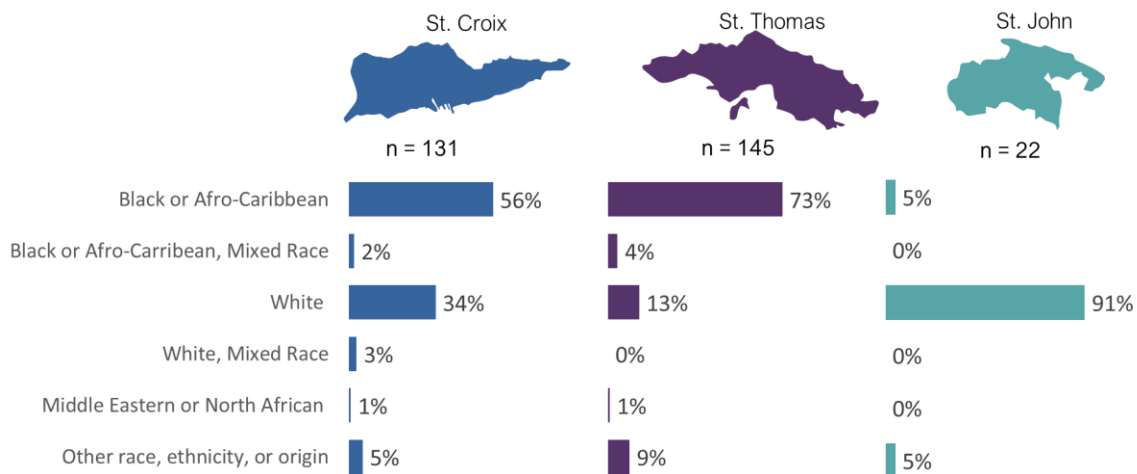 St. Croix St. Thomas St. John
n = 131 n = 145 n = 22
Black or Afro-Caribbean 56% 73% 5%
Black or Afro-Carribean, Mixed Race 2% 4% 0%
White 34% 13% 91%
White, Mixed Race 3% 0% 0%
Middle Eastern or North African 1% 1% 0%
Other race, ethnicity, or origin 5% 9% 5%